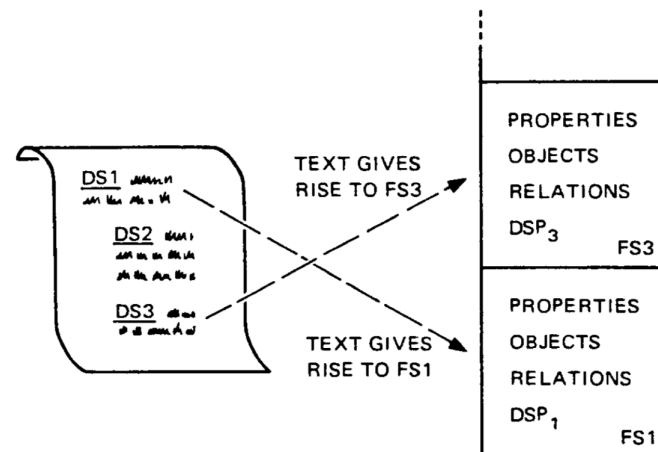 DS1
DS2
DS3
TEXT GIVES
RISE TO FS3
TEXT GIVES
RISE TO FS1
PROPERTIES
OBJECTS
RELATIONS
DSP3
FS3
PROPERTIES
OBJECTS
RELATIONS
DSP1
FS1